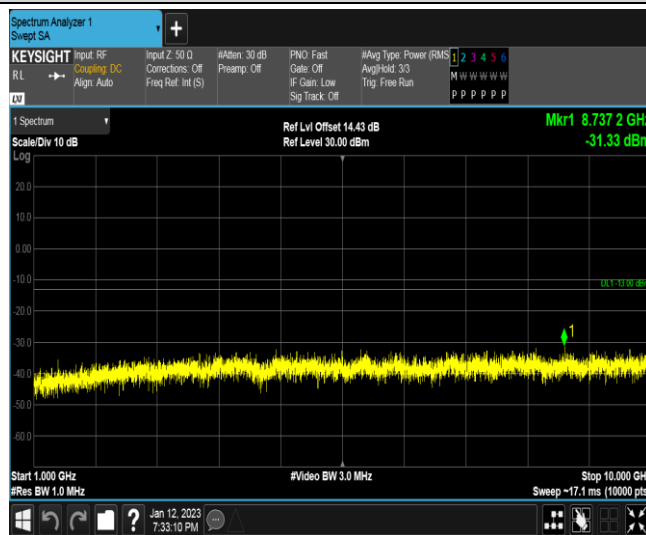 Spectrum Analyzer 1
Swept SA
KEYSIGHT Input: RF Input Z: 50 Ω #Atten: 30 dB PNO: Fast #Avg Type: Power (RMS 1 2 3 4 5 6
RL Coupling: DC Corrections: Off Preamp: Off Gate: Off Avg|Hold: 3/3 M W W W W W
Align: Auto Freq Ref: Int (S) IF Gain: Low Trig: Free Run
Sig Track: Off P P P P P P
LXI
1 Spectrum Ref Lvl Offset 14.43 dB Mkr1 8.737 2 GHz
Scale/Div 10 dB Ref Level 30.00 dBm -31.33 dBm
Log
20.0
10.0
0.00
-10.0
DL1 -13.00 dBm
-20.0
-30.0
1
-40.0
-50.0
-60.0
Start 1.000 GHz #Video BW 3.0 MHz Stop 10.000 GH
#Res BW 1.0 MHz Sweep ~17.1 ms (10000 pts
? Jan 12, 2023
7:33:10 PM